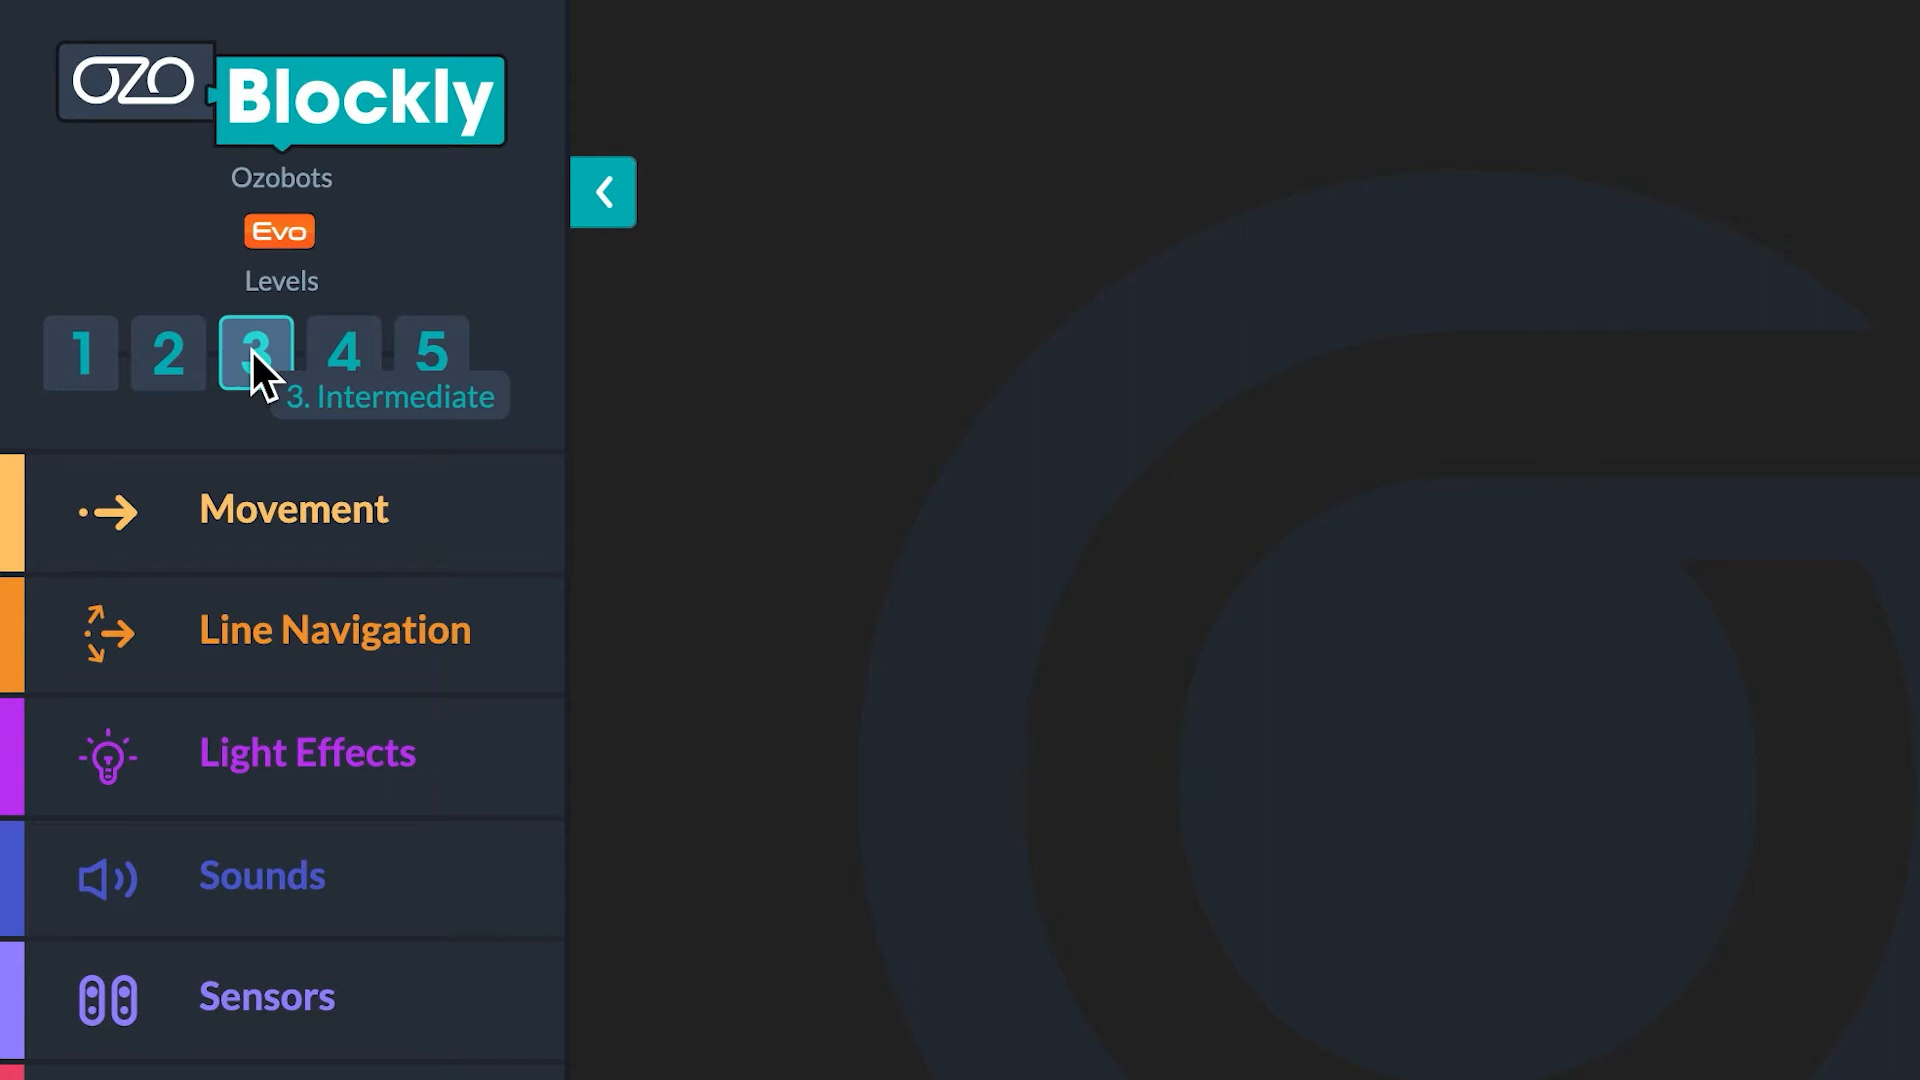 OZO Blockly
Ozobots
Evo
Levels
1 2 3 4 5
3. Intermediate
Movement
Line Navigation
Light Effects
Sounds
Sensors